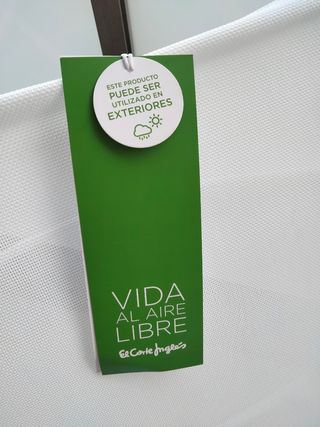 ESTE PRODUCTO
PUEDE SER
UTILIZADO EN
EXTERIORES
VIDA
AL AIRE
LIBRE
El Corte Inglés